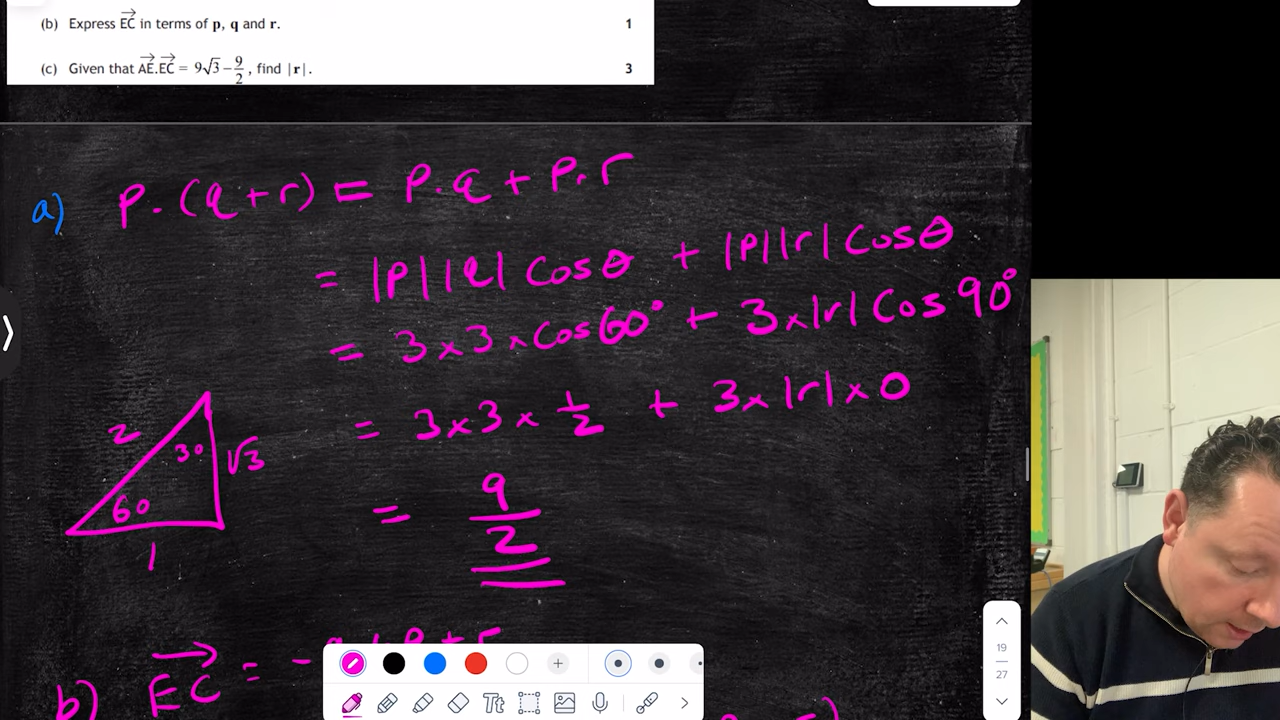 (b) Express EC⃗ in terms of p, q and r. 1
(c) Given that AE⃗.EC⃗ = 9√3 − 9/2, find |r|. 3
a) p.(q+r) = p.q + p.r
= |p||q| cosθ + |p||r| cosθ
= 3×3×cos60° + 3×|r| cos 90°
= 3×3×1/2 + 3×|r|×0
2 30 √3
60
1
= 9/2
b) EC⃗ = -q + p + r
Tt
19
27